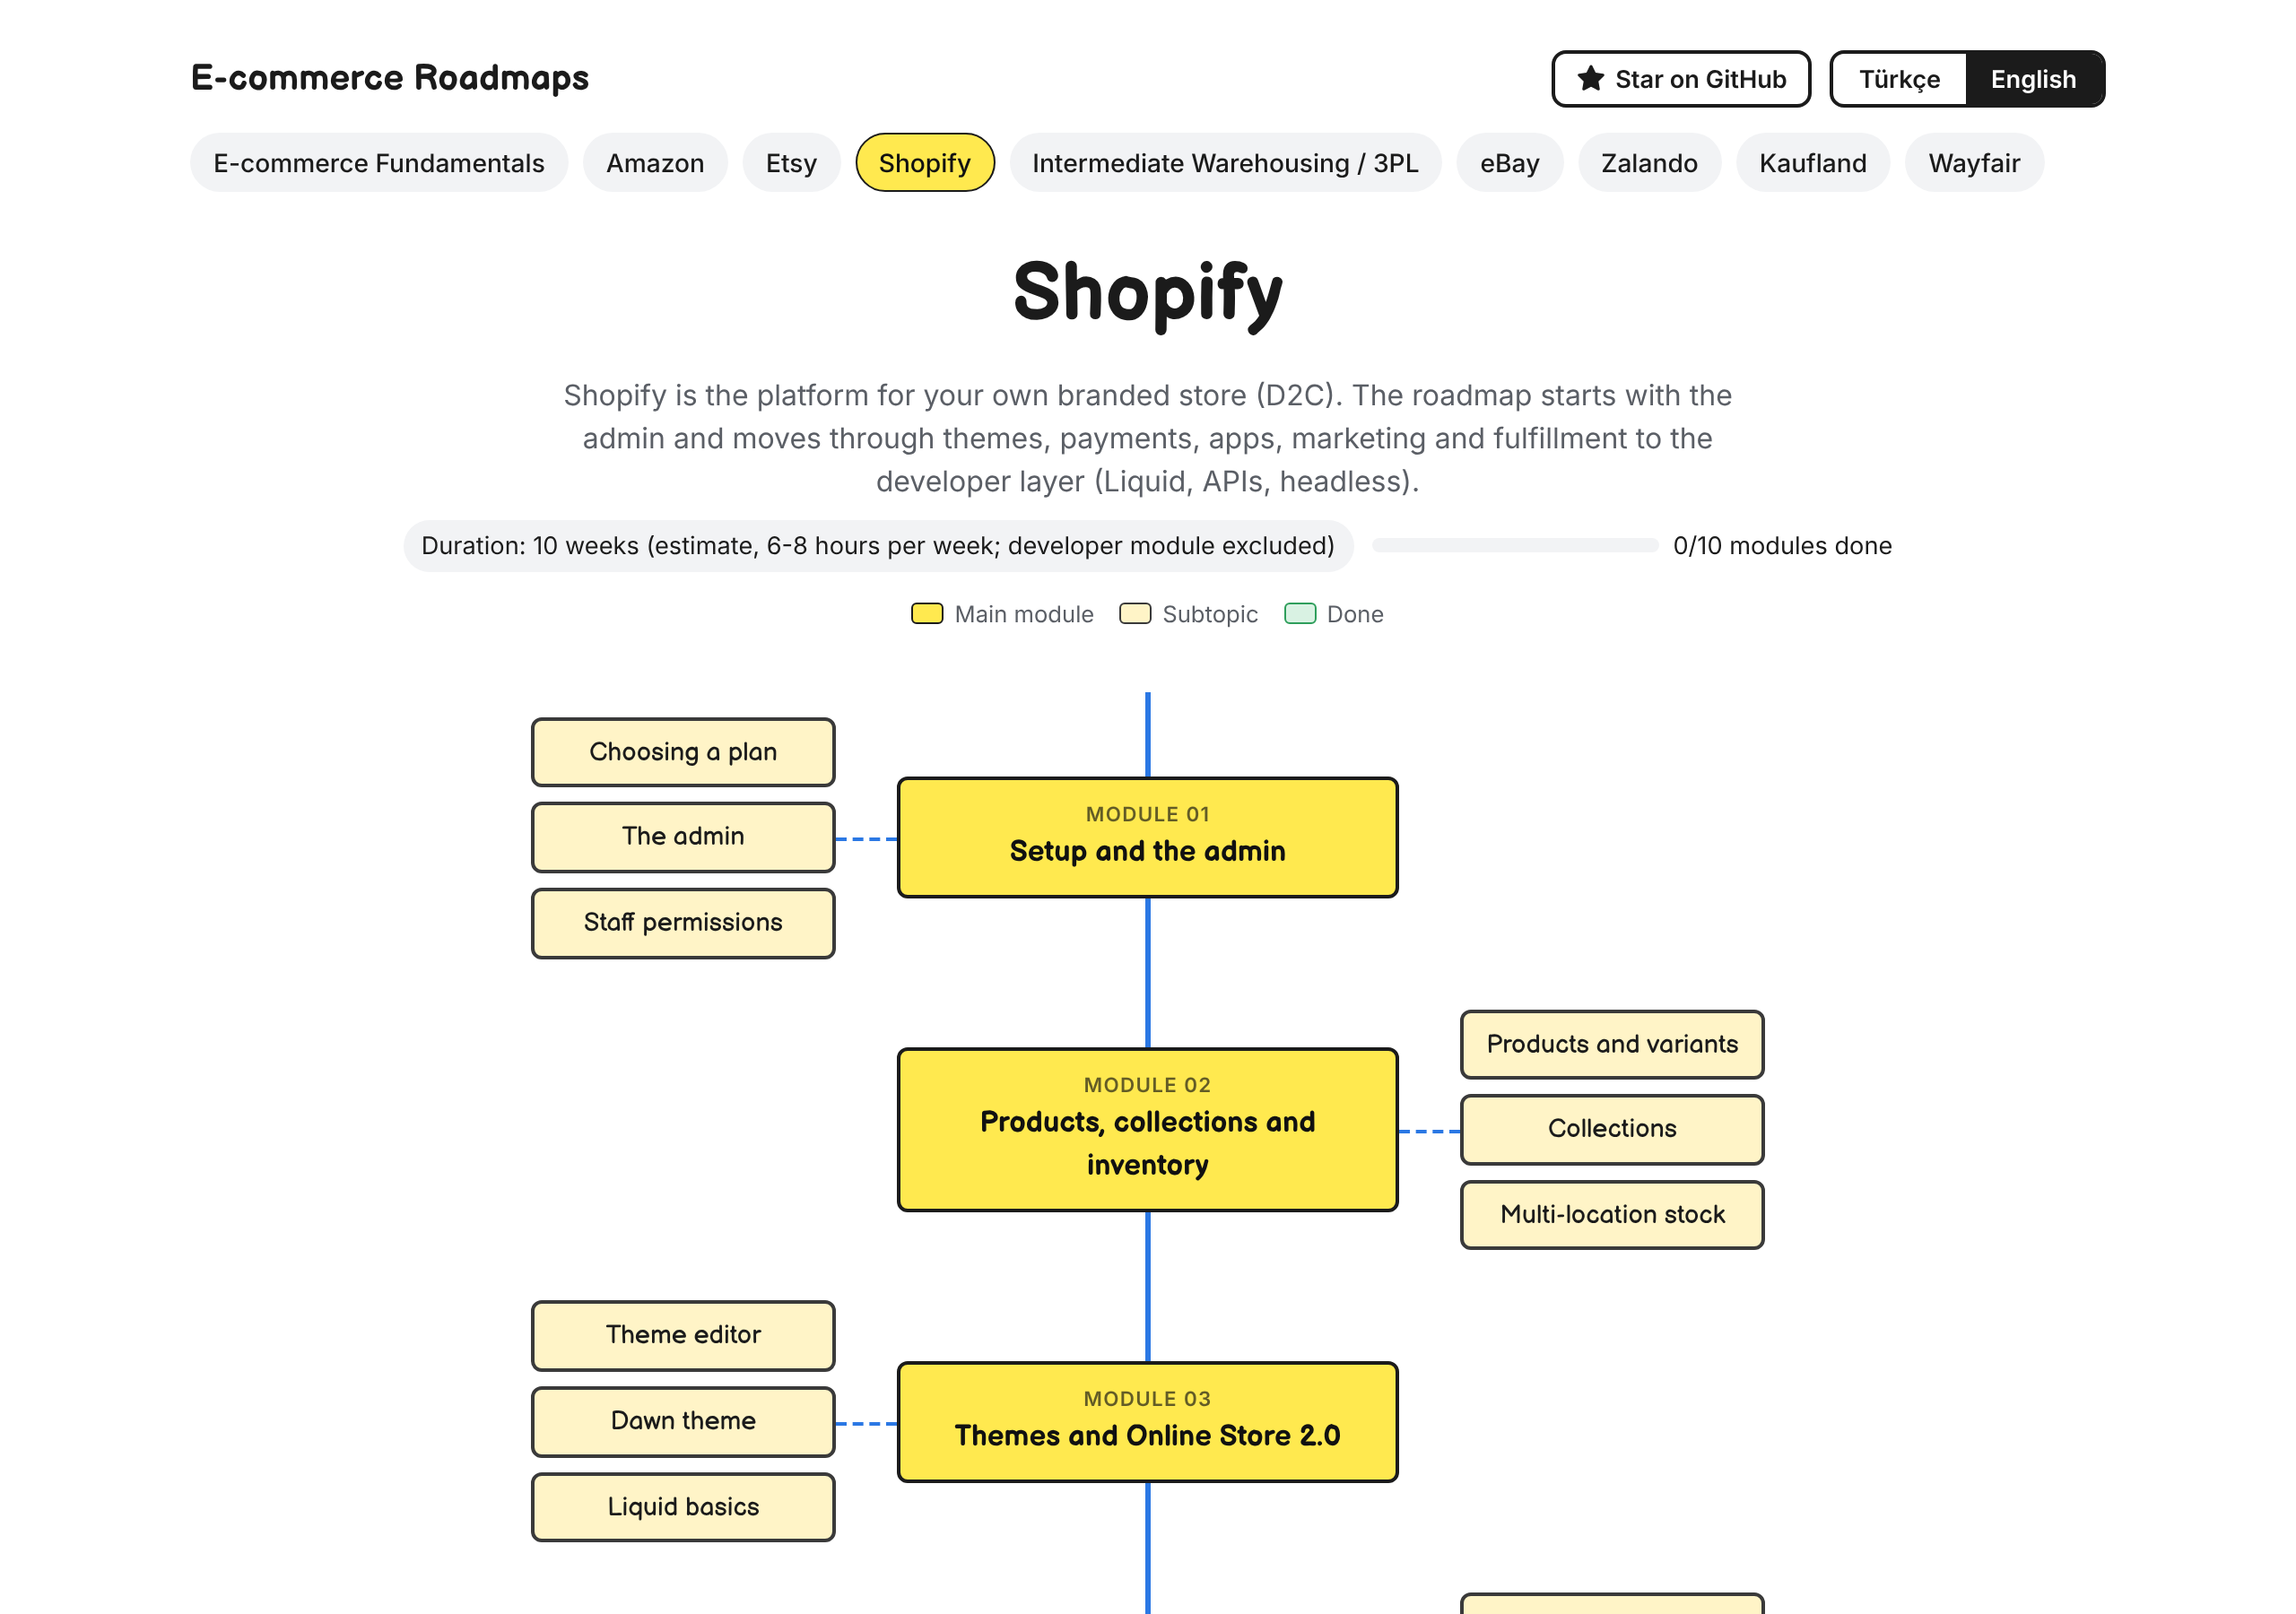 E-commerce Roadmaps
Star on GitHub
Türkçe
English
E-commerce Fundamentals
Amazon
Etsy
Shopify
Intermediate Warehousing / 3PL
eBay
Zalando
Kaufland
Wayfair
Shopify
Shopify is the platform for your own branded store (D2C). The roadmap starts with the
admin and moves through themes, payments, apps, marketing and fulfillment to the
developer layer (Liquid, APIs, headless).
Duration: 10 weeks (estimate, 6-8 hours per week; developer module excluded)
0/10 modules done
Main module
Subtopic
Done
Choosing a plan
The admin
Staff permissions
MODULE 01
Setup and the admin
MODULE 02
Products, collections and
inventory
Products and variants
Collections
Multi-location stock
Theme editor
Dawn theme
Liquid basics
MODULE 03
Themes and Online Store 2.0